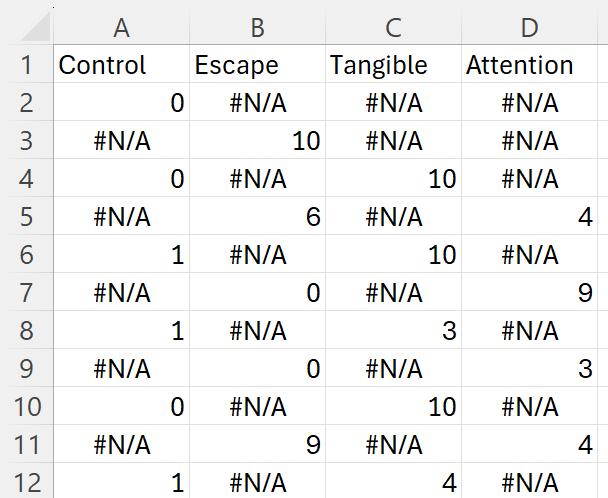 A B C D
1 Control Escape Tangible Attention
2 0 #N/A #N/A #N/A
3 #N/A 10 #N/A #N/A
4 0 #N/A 10 #N/A
5 #N/A 6 #N/A 4
6 1 #N/A 10 #N/A
7 #N/A 0 #N/A 9
8 1 #N/A 3 #N/A
9 #N/A 0 #N/A 3
10 0 #N/A 10 #N/A
11 #N/A 9 #N/A 4
12 1 #N/A 4 #N/A